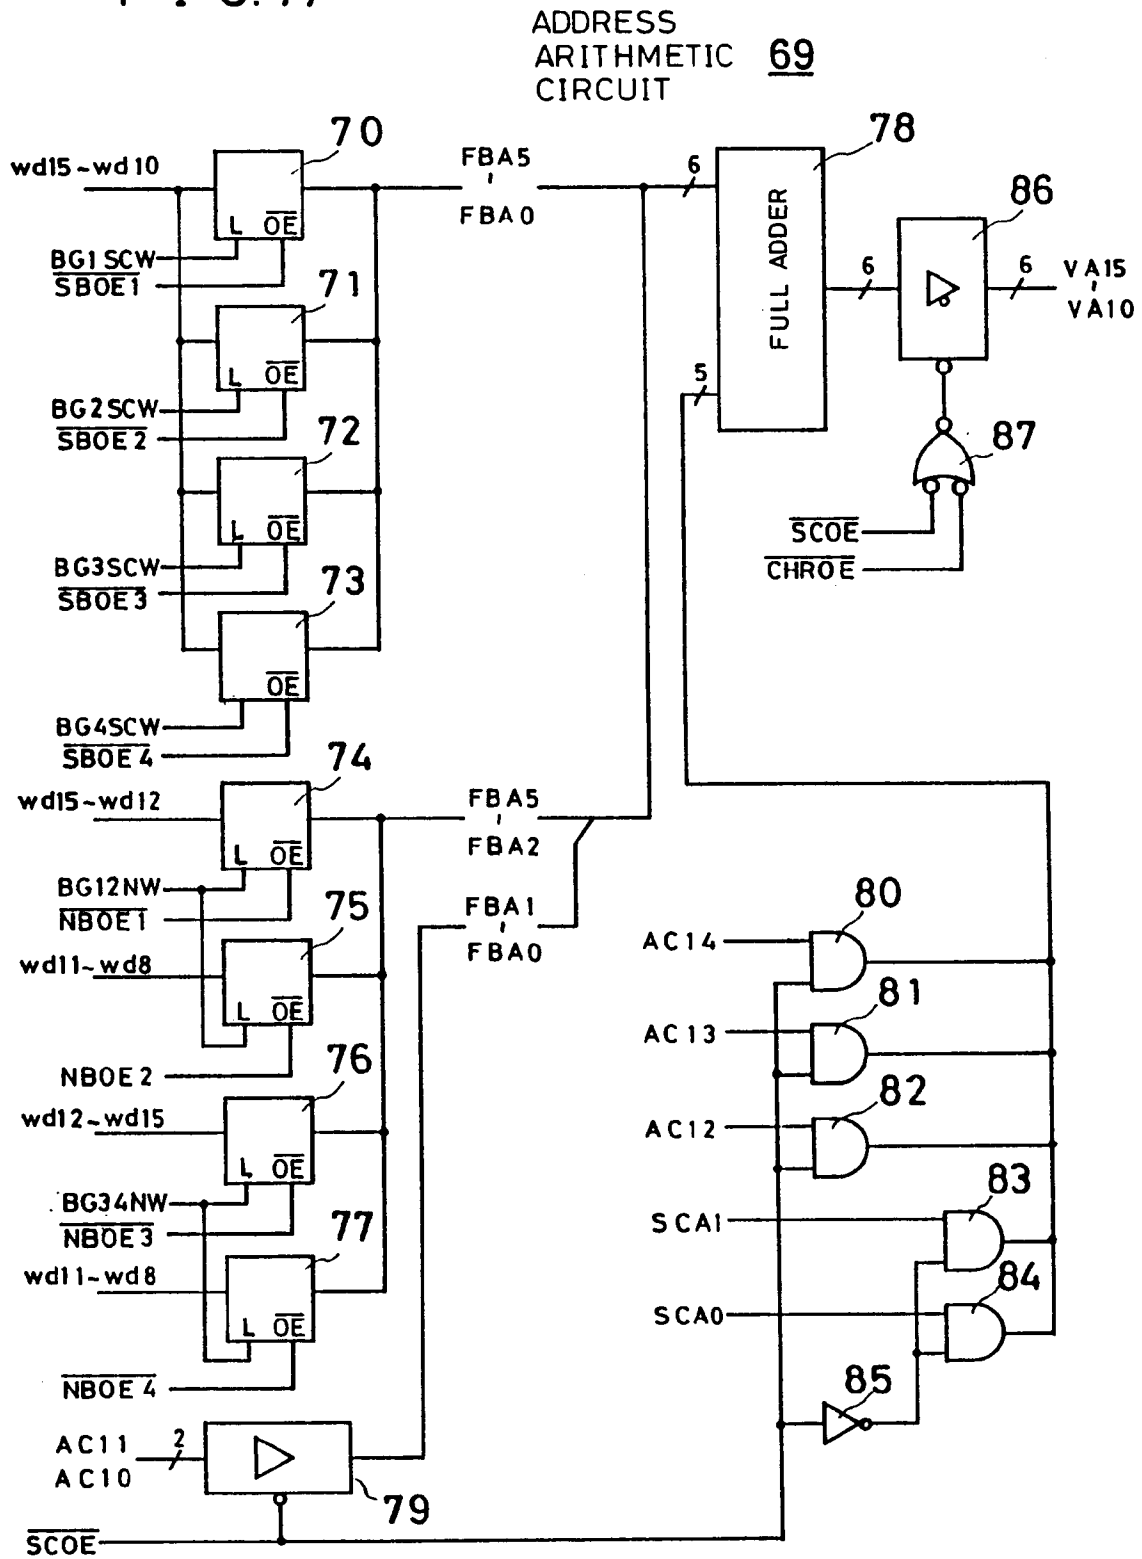 ADDRESS
ARITHMETIC 69
CIRCUIT
70
wd15~wd10
L OE
BG1SCW
SBOE1
71
L OE
BG2SCW
SBOE2
72
L OE
BG3SCW
SBOE3
73
OE
BG4SCW
SBOE4
FBA5
FBA0
6
78
FULL ADDER
5
6
86
6
VA15
VA10
87
SCOE
CHROE
74
wd15~wd12
L OE
BG12NW
NBOE1
75
wd11~wd8
L OE
NBOE2
76
wd12~wd15
L OE
BG34NW
NBOE3
77
wd11~wd8
L OE
NBOE4
FBA5
FBA2
FBA1
FBA0
AC11
AC10
2
79
SCOE
80
AC14
81
AC13
82
AC12
83
SCA1
84
SCA0
85